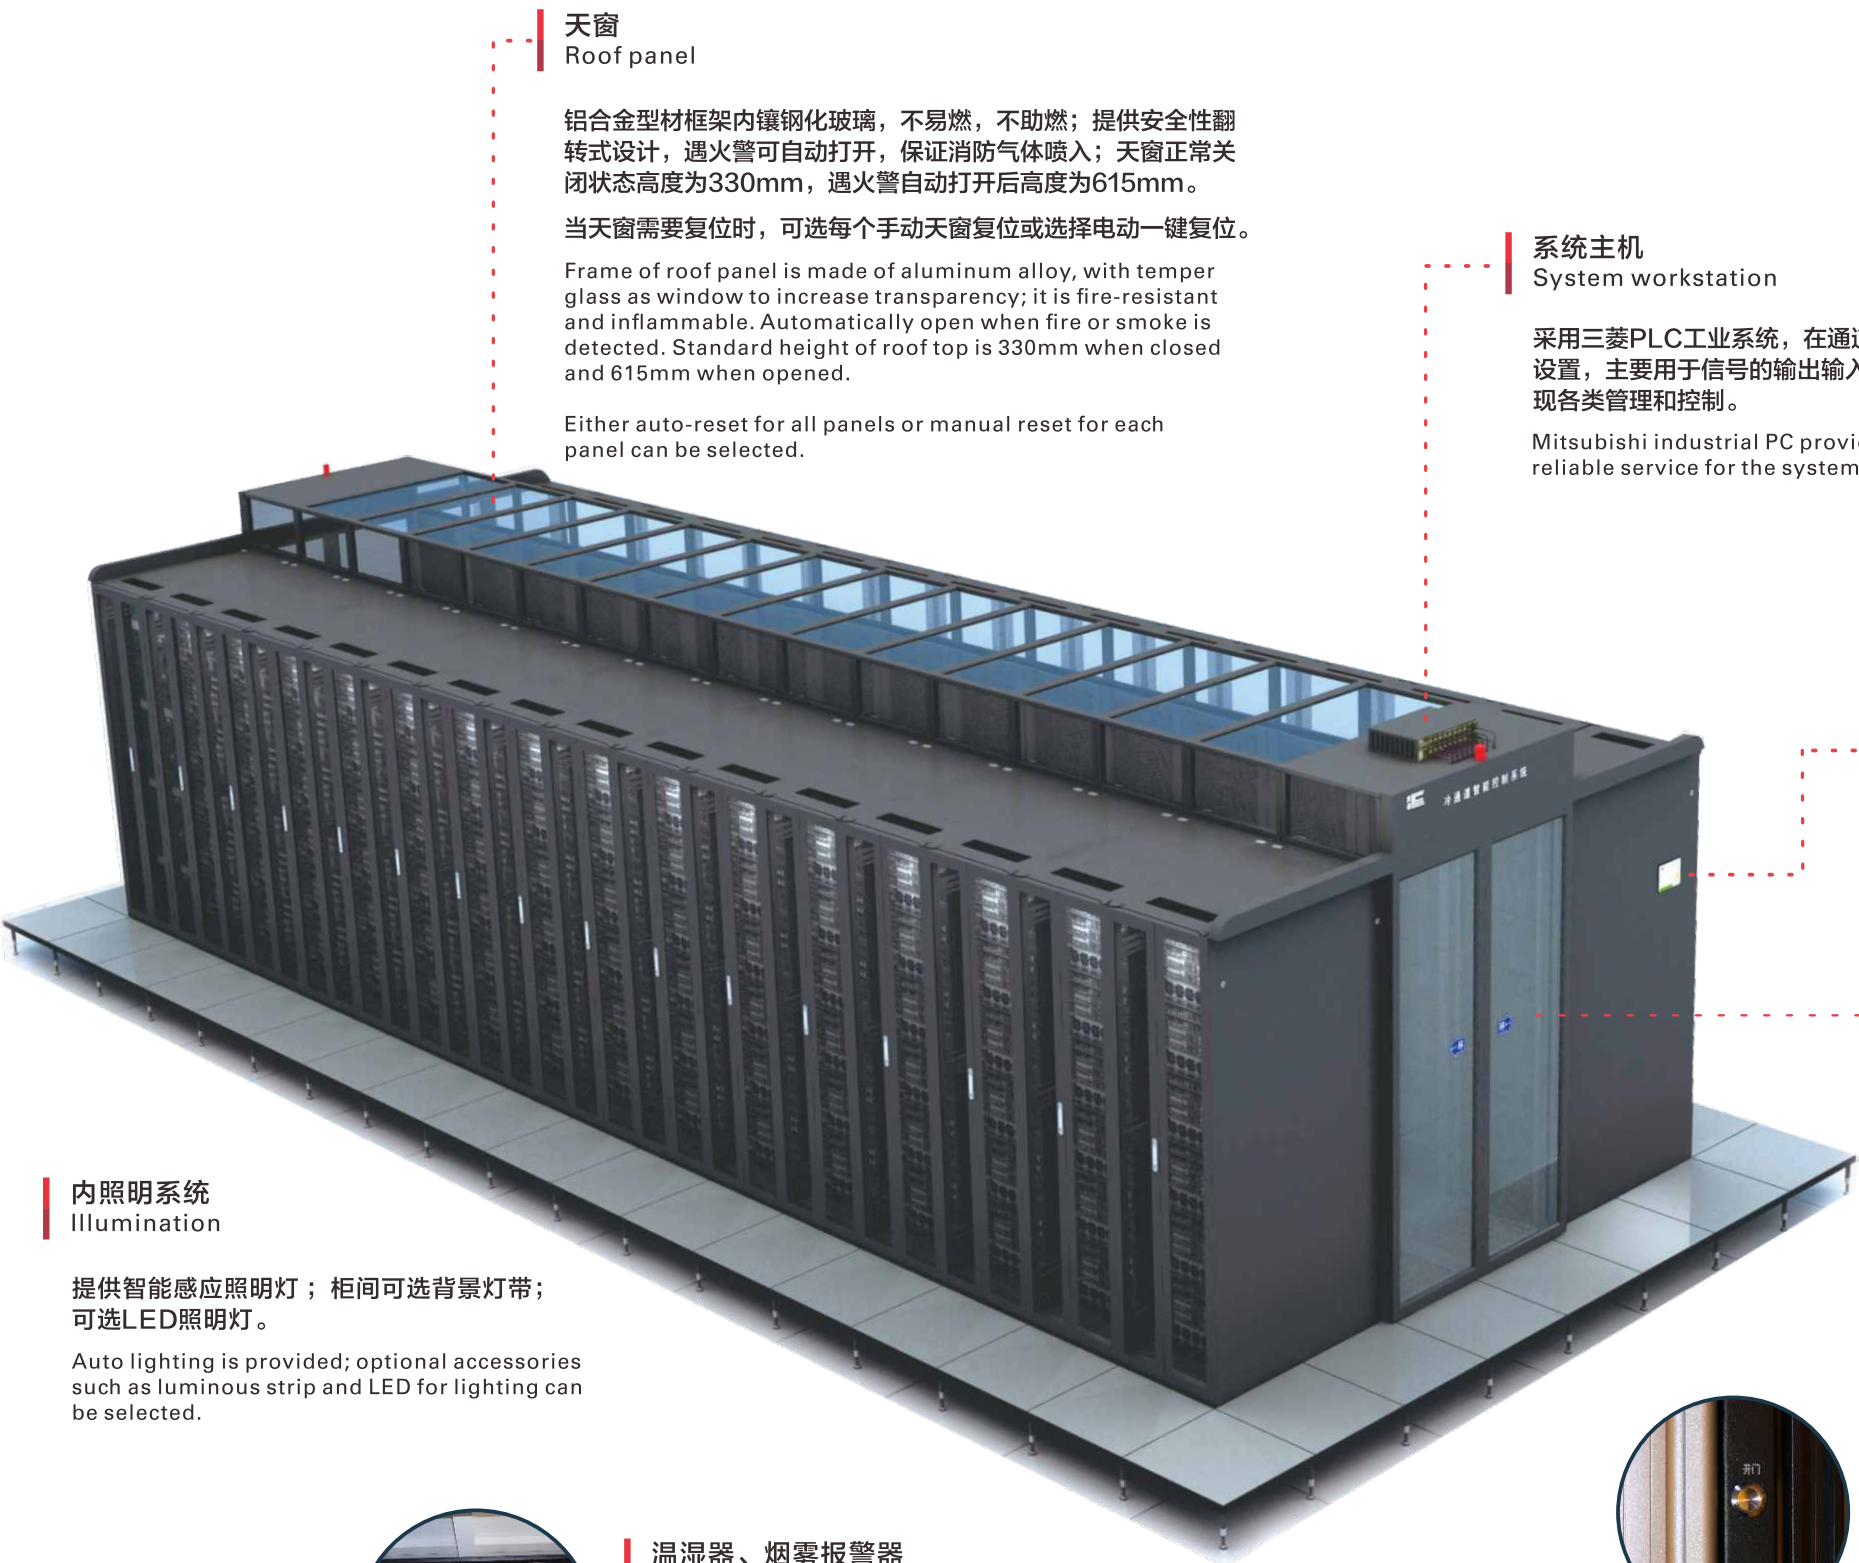 天窗
Roof panel
铝合金型材框架内镶钢化玻璃，不易燃，不助燃；提供安全性翻
转式设计，遇火警可自动打开，保证消防气体喷入；天窗正常关
闭状态高度为330mm，遇火警自动打开后高度为615mm。
当天窗需要复位时，可选每个手动天窗复位或选择电动一键复位。
Frame of roof panel is made of aluminum alloy, with temper
glass as window to increase transparency; it is fire-resistant
and inflammable. Automatically open when fire or smoke is
detected. Standard height of roof top is 330mm when closed
and 615mm when opened.
Either auto-reset for all panels or manual reset for each
panel can be selected.
系统主机
System workstation
采用三菱PLC工业系统，在通
设置，主要用于信号的输出输入
现各类管理和控制。
Mitsubishi industrial PC provi
reliable service for the system
冷通道智能控制系统
内照明系统
Illumination
提供智能感应照明灯；柜间可选背景灯带；
可选LED照明灯。
Auto lighting is provided; optional accessories
such as luminous strip and LED for lighting can
be selected.
开门
温湿器、烟雾报警器